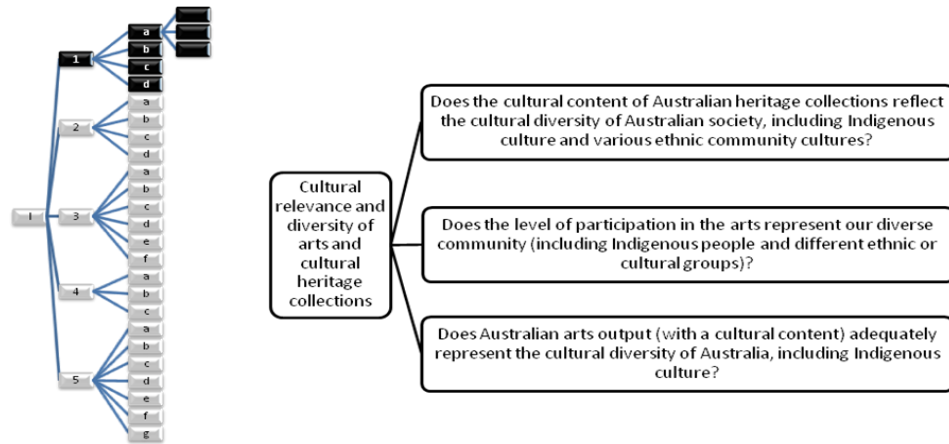 I
1
a
b
c
d
2
a
b
c
d
3
a
b
c
d
e
f
4
a
b
c
5
a
b
c
d
e
f
g
Cultural
relevance and
diversity of
arts and
cultural
heritage
collections
Does the cultural content of Australian heritage collections reflect
the cultural diversity of Australian society, including Indigenous
culture and various ethnic community cultures?
Does the level of participation in the arts represent our diverse
community (including Indigenous people and different ethnic or
cultural groups)?
Does Australian arts output (with a cultural content) adequately
represent the cultural diversity of Australia, including Indigenous
culture?